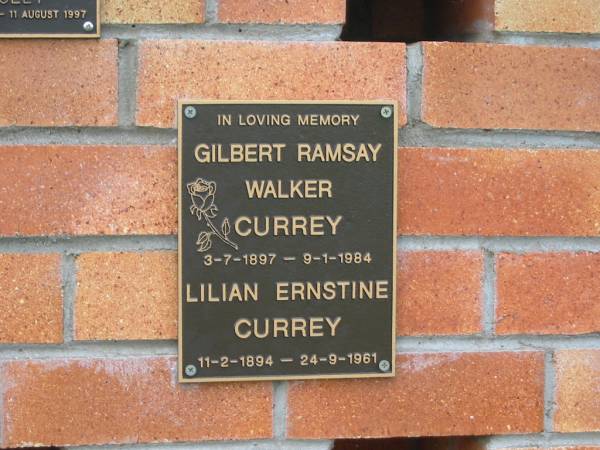 - 11 AUGUST 1997
IN LOVING MEMORY
GILBERT RAMSAY
WALKER
CURREY
3-7-1897 — 9-1-1984
LILIAN ERNSTINE
CURREY
11-2-1894 — 24-9-1961